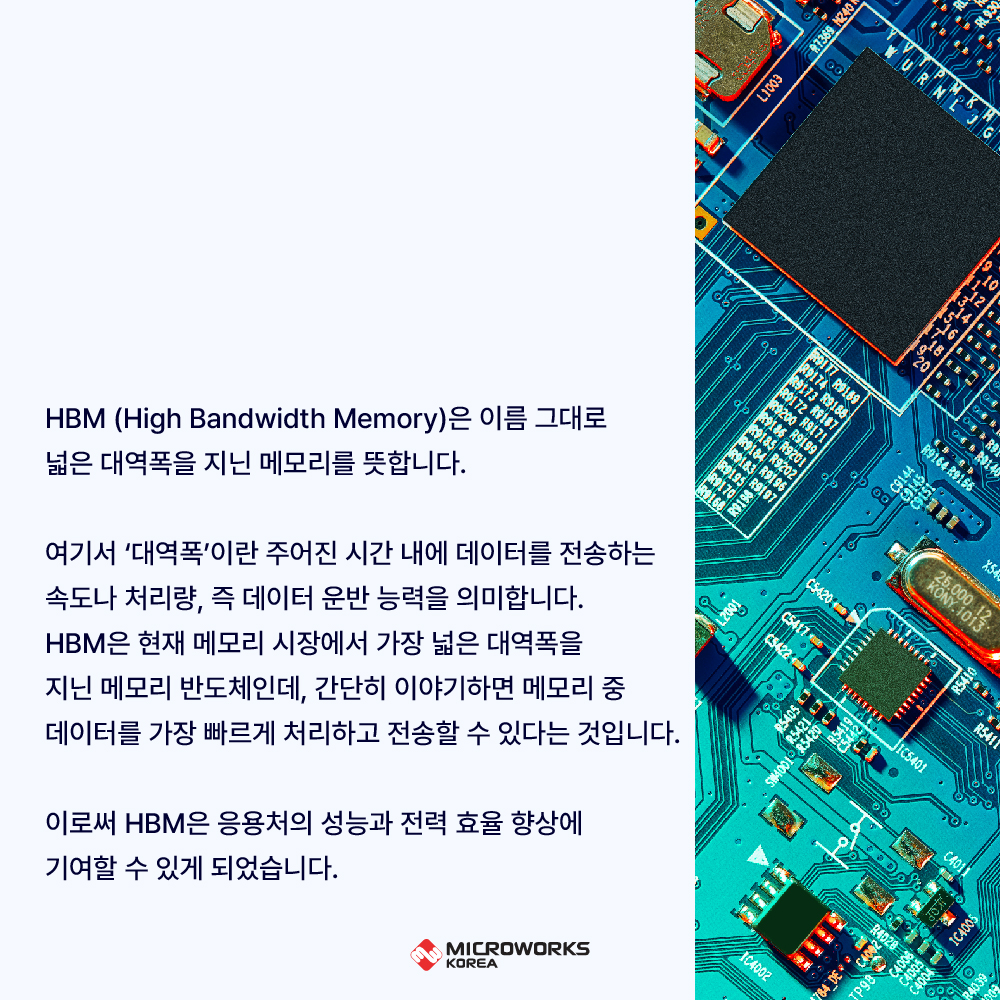 HBM (High Bandwidth Memory)은 이름 그대로
넓은 대역폭을 지닌 메모리를 뜻합니다.
여기서 ‘대역폭’이란 주어진 시간 내에 데이터를 전송하는
속도나 처리량, 즉 데이터 운반 능력을 의미합니다.
HBM은 현재 메모리 시장에서 가장 넓은 대역폭을
지닌 메모리 반도체인데, 간단히 이야기하면 메모리 중
데이터를 가장 빠르게 처리하고 전송할 수 있다는 것입니다.
이로써 HBM은 응용처의 성능과 전력 효율 향상에
기여할 수 있게 되었습니다.
MICROWORKS
KOREA
L1003
IC5401
SW4001
IC4002
IC4003
C5420
L2001